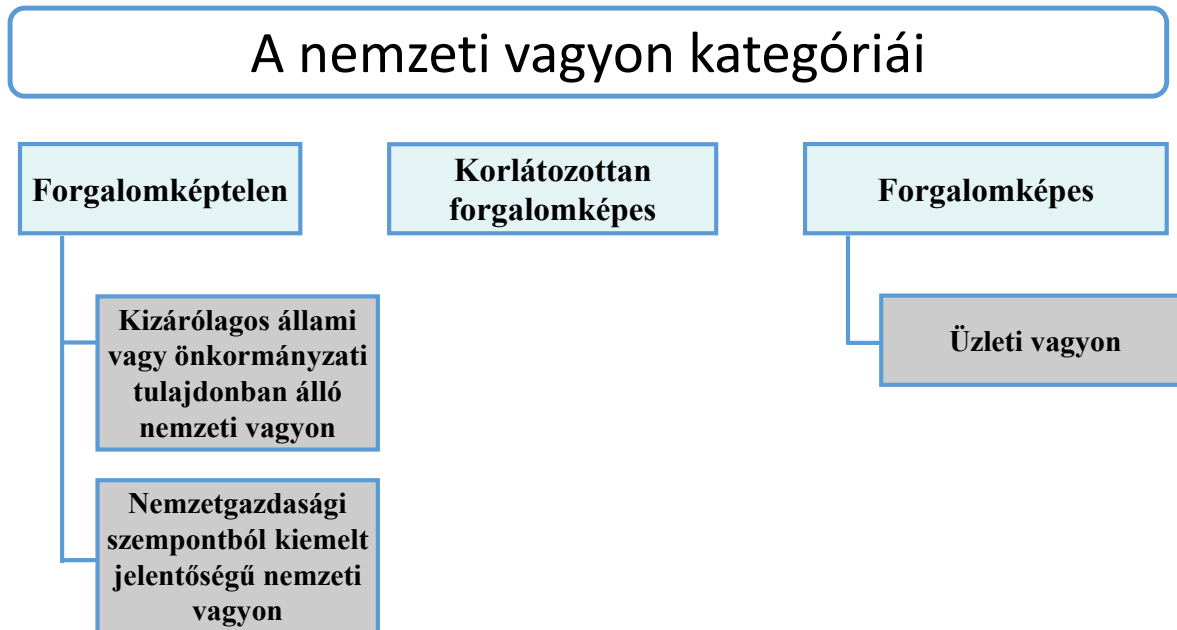 A nemzeti vagyon kategóriái
Forgalomképtelen
Korlátozottan
forgalomképes
Forgalomképes
Kizárólagos állami
vagy önkormányzati
tulajdonban álló
nemzeti vagyon
Üzleti vagyon
Nemzetgazdasági
szempontból kiemelt
jelentőségű nemzeti
vagyon